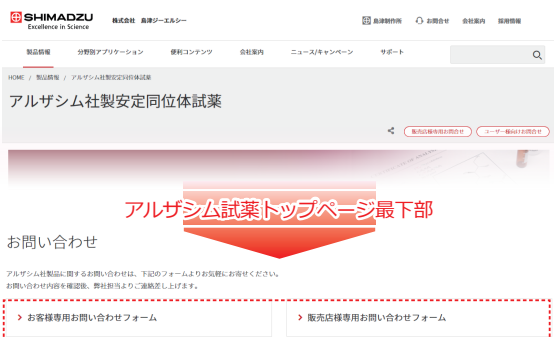 SHIMADZU
Excellence in Science
株式会社 島津ジーエルシー
島津製作所 お問合せ 会社案内 採用情報
製品情報 分野別アプリケーション 便利コンテンツ 会社案内 ニュース/キャンペーン サポート
HOME / 製品情報 / アルザシム社製安定同位体試薬
アルザシム社製安定同位体試薬
販売店様専用お問合せ ユーザー様向けお問合せ
アルザシム試薬トップページ最下部
お問い合わせ
アルザシム社製品に関するお問い合わせは、下記のフォームよりお気軽にお寄せください。
お問い合わせ内容を確認後、弊社担当よりご連絡差し上げます。
お客様専用お問い合わせフォーム 販売店様専用お問い合わせフォーム